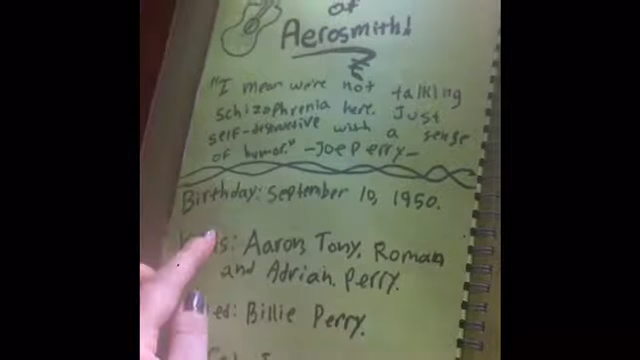 of
Aerosmith!
"I mean we're not talking
schizophrenia here. Just
self-destructive with a sense
of humor." -Joe Perry-
Birthday: September 10, 1950.
Aaron, Tony, Roman,
and Adrian. Perry.
Billie Perry.